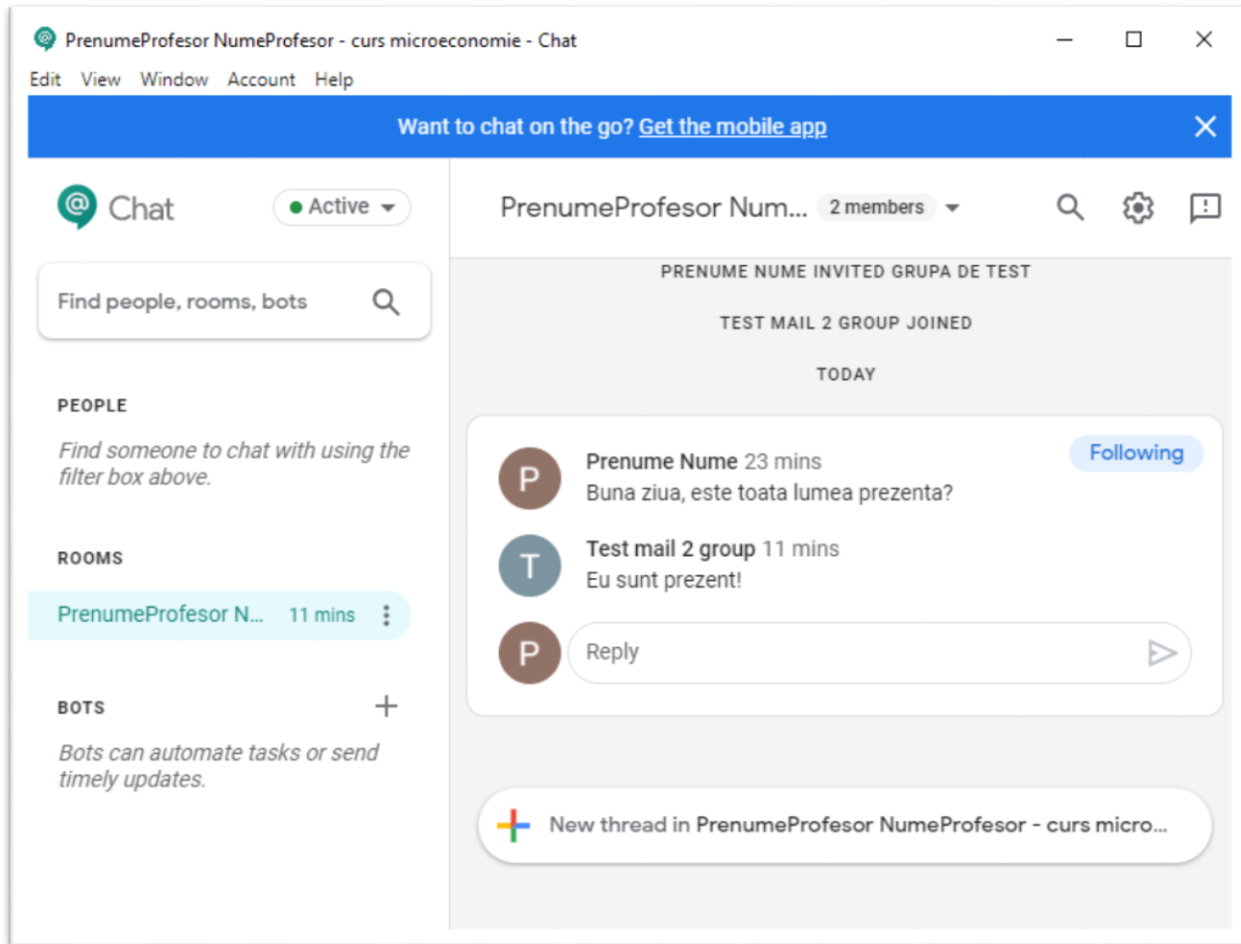 PrenumeProfesor NumeProfesor - curs microeconomie - Chat
Edit View Window Account Help
Want to chat on the go? Get the mobile app
Chat
Active
Find people, rooms, bots
PEOPLE
Find someone to chat with using the
filter box above.
ROOMS
PrenumeProfesor N... 11 mins
BOTS
Bots can automate tasks or send
timely updates.
PrenumeProfesor Num... 2 members
PRENUME NUME INVITED GRUPA DE TEST
TEST MAIL 2 GROUP JOINED
TODAY
Following
P
Prenume Nume 23 mins
Buna ziua, este toata lumea prezenta?
T
Test mail 2 group 11 mins
Eu sunt prezent!
P
Reply
New thread in PrenumeProfesor NumeProfesor - curs micro...